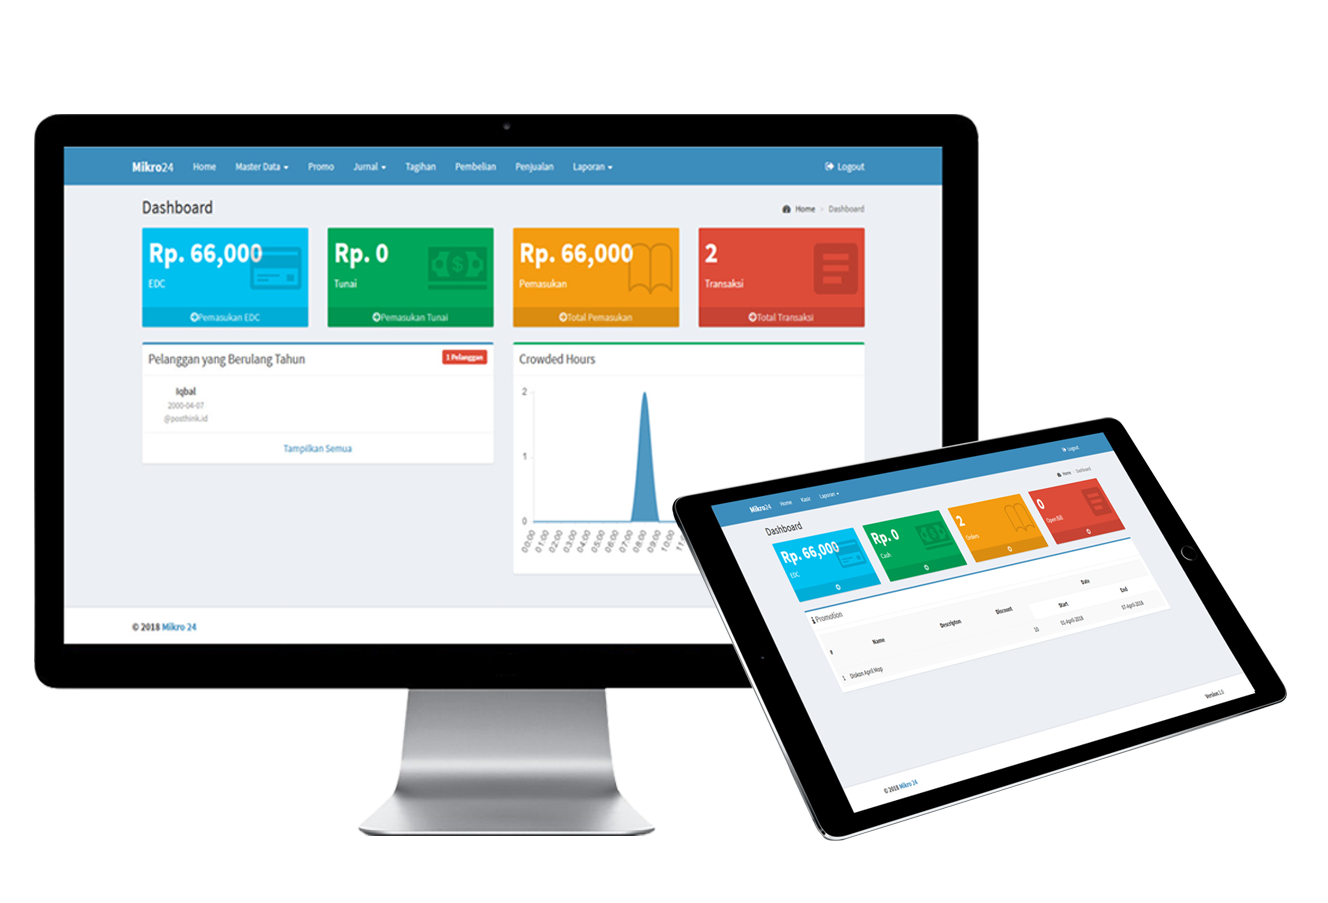 Mikro24 Home Master Data Promo Jurnal Tagihan Pembelian Penjualan Laporan Logout
Dashboard
Home > Dashboard
Rp. 66,000
EDC
Pemasukan EDC
Rp. 0
Tunai
Pemasukan Tunai
Rp. 66,000
Pemasukan
Total Pemasukan
2
Transaksi
Total Transaksi
Pelanggan yang Berulang Tahun
1 Pelanggan
Iqbal
2000-04-07
@posthink.id
Tampilkan Semua
Crowded Hours
2
1
0
00:00 01:00 02:00 03:00 04:00 05:00 06:00 07:00 08:00 09:00 10:00 11:
© 2018 Mikro 24
Mikro24 Home Kasir Laporan Logout
Dashboard
Home > Dashboard
Rp. 66,000
EDC
Rp. 0
Cash
2
Orders
0
Open Bill
Promotion
# Name Description Discount Date
Start End
1 Diskon April Mop 10 01 April 2018 07 April 2018
© 2018 Mikro 24